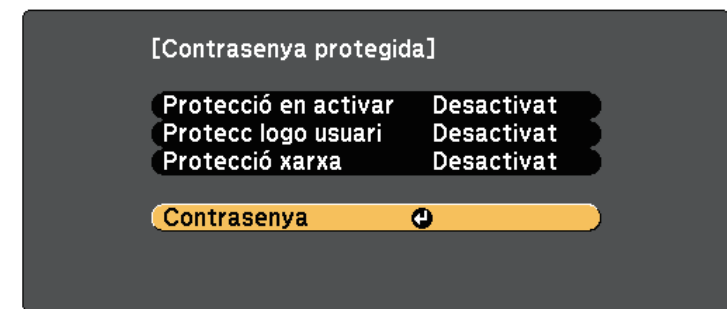 [Contrasenya protegida]
Protecció en activar Desactivat
Protecc logo usuari Desactivat
Protecció xarxa Desactivat
Contrasenya